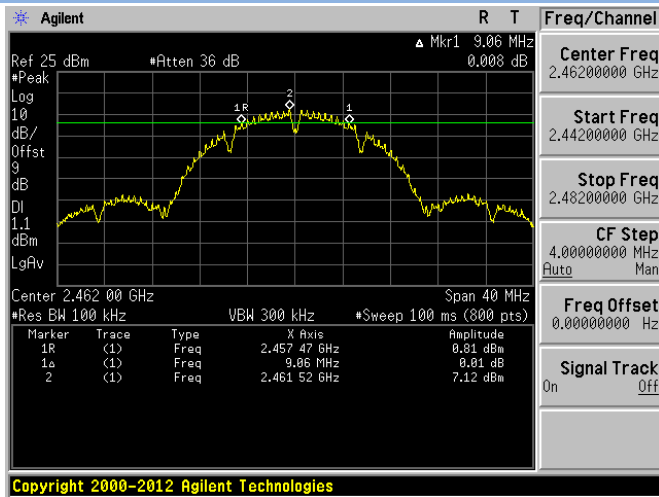 Agilent
R T
Freq/Channel
Δ Mkr1 9.06 MHz
Ref 25 dBm #Atten 36 dB 0.008 dB
#Peak
Log
10
dB/
Offst
9
dB
DI
1.1
dBm
LgAv
1R
2
1
Center 2.462 00 GHz Span 40 MHz
#Res BW 100 kHz VBW 300 kHz #Sweep 100 ms (800 pts)
Marker Trace Type X Axis Amplitude
1R (1) Freq 2.457 47 GHz 0.81 dBm
1Δ (1) Freq 9.06 MHz 0.01 dB
2 (1) Freq 2.461 52 GHz 7.12 dBm
Center Freq
2.46200000 GHz
Start Freq
2.44200000 GHz
Stop Freq
2.48200000 GHz
CF Step
4.00000000 MHz
Auto Man
Freq Offset
0.00000000 Hz
Signal Track
On Off
Copyright 2000-2012 Agilent Technologies